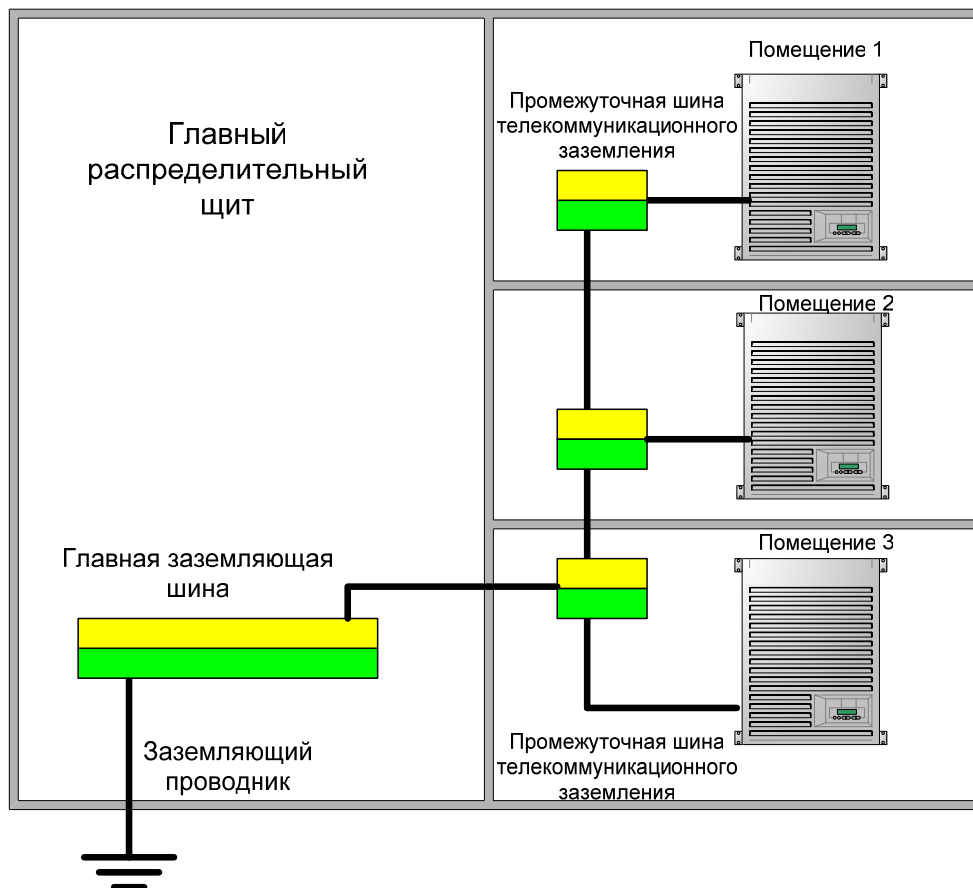 Помещение 1
Промежуточная шина
телекоммуникационного
заземления
Главный
распределительный
щит
Помещение 2
Помещение 3
Главная заземляющая
шина
Заземляющий
проводник
Промежуточная шина
телекоммуникационного
заземления